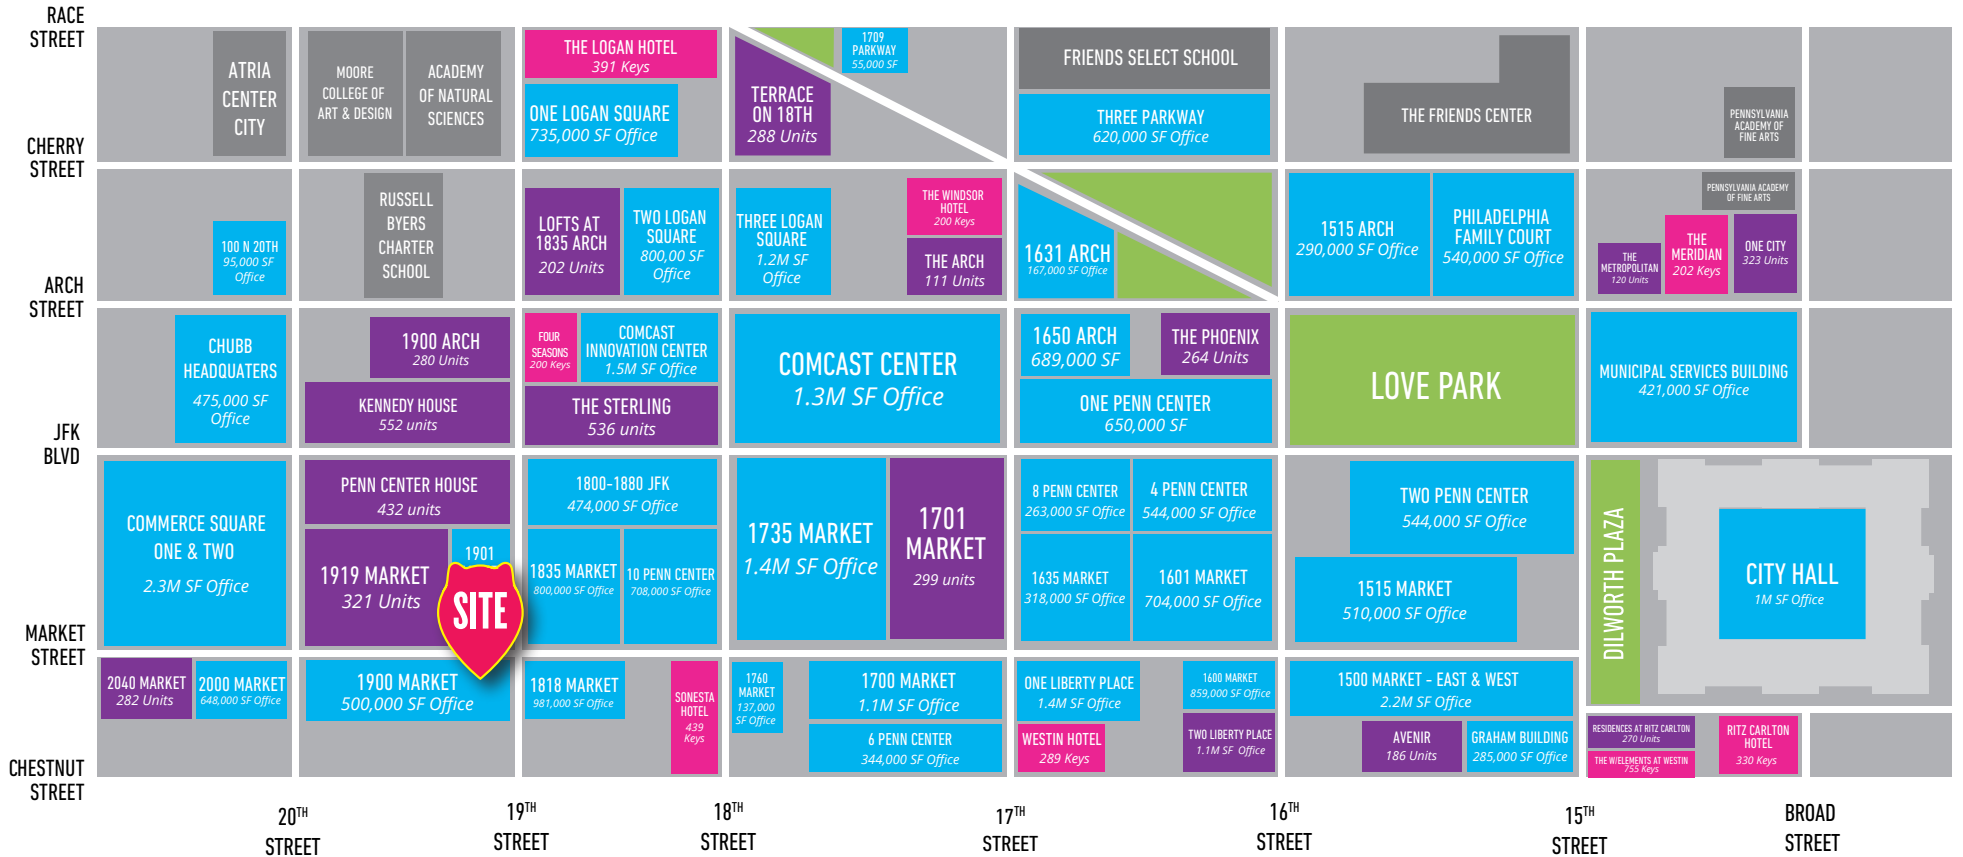 RACE
STREET
ATRIA
CENTER
CITY
MOORE
COLLEGE OF
ART & DESIGN
ACADEMY
OF NATURAL
SCIENCES
THE LOGAN HOTEL
391 Keys
ONE LOGAN SQUARE
735,000 SF Office
TERRACE
ON 18TH
288 Units
1709
PARKWAY
55,000 SF
FRIENDS SELECT SCHOOL
THREE PARKWAY
620,000 SF Office
THE FRIENDS CENTER
PENNSYLVANIA
ACADEMY OF
FINE ARTS
CHERRY
STREET
100 N 20TH
95,000 SF
Office
RUSSELL
BYERS
CHARTER
SCHOOL
LOFTS AT
1835 ARCH
202 Units
TWO LOGAN
SQUARE
800,00 SF
Office
THREE LOGAN
SQUARE
1.2M SF
Office
THE WINDSOR
HOTEL
200 Keys
THE ARCH
111 Units
1631 ARCH
167,000 SF Office
1515 ARCH
290,000 SF Office
PHILADELPHIA
FAMILY COURT
540,000 SF Office
PENNSYLVANIA ACADEMY
OF FINE ARTS
THE
METROPOLITAN
120 Units
THE
MERIDIAN
202 Keys
ONE CITY
323 Units
ARCH
STREET
CHUBB
HEADQUATERS
475,000 SF
Office
1900 ARCH
280 Units
KENNEDY HOUSE
552 units
FOUR
SEASONS
200 Keys
COMCAST
INNOVATION CENTER
1.5M SF Office
THE STERLING
536 units
COMCAST CENTER
1.3M SF Office
1650 ARCH
689,000 SF
THE PHOENIX
264 Units
ONE PENN CENTER
650,000 SF
LOVE PARK
MUNICIPAL SERVICES BUILDING
421,000 SF Office
JFK
BLVD
COMMERCE SQUARE
ONE & TWO
2.3M SF Office
PENN CENTER HOUSE
432 units
1919 MARKET
321 Units
1901
SITE
1800-1880 JFK
474,000 SF Office
1835 MARKET
800,000 SF Office
10 PENN CENTER
708,000 SF Office
1735 MARKET
1.4M SF Office
1701
MARKET
299 units
8 PENN CENTER
263,000 SF Office
4 PENN CENTER
544,000 SF Office
1635 MARKET
318,000 SF Office
1601 MARKET
704,000 SF Office
TWO PENN CENTER
544,000 SF Office
1515 MARKET
510,000 SF Office
DILWORTH PLAZA
CITY HALL
1M SF Office
MARKET
STREET
2040 MARKET
282 Units
2000 MARKET
648,000 SF Office
1900 MARKET
500,000 SF Office
1818 MARKET
981,000 SF Office
SONESTA
HOTEL
439
Keys
1760
MARKET
137,000
SF Office
1700 MARKET
1.1M SF Office
6 PENN CENTER
344,000 SF Office
ONE LIBERTY PLACE
1.4M SF Office
WESTIN HOTEL
289 Keys
1600 MARKET
859,000 SF Office
TWO LIBERTY PLACE
1.1M SF Office
1500 MARKET - EAST & WEST
2.2M SF Office
AVENIR
186 Units
GRAHAM BUILDING
285,000 SF Office
RESIDENCES AT RITZ CARLTON
270 Units
THE W/ELEMENTS AT WESTIN
755 Keys
RITZ CARLTON
HOTEL
330 Keys
CHESTNUT
STREET
20TH
STREET
19TH
STREET
18TH
STREET
17TH
STREET
16TH
STREET
15TH
STREET
BROAD
STREET